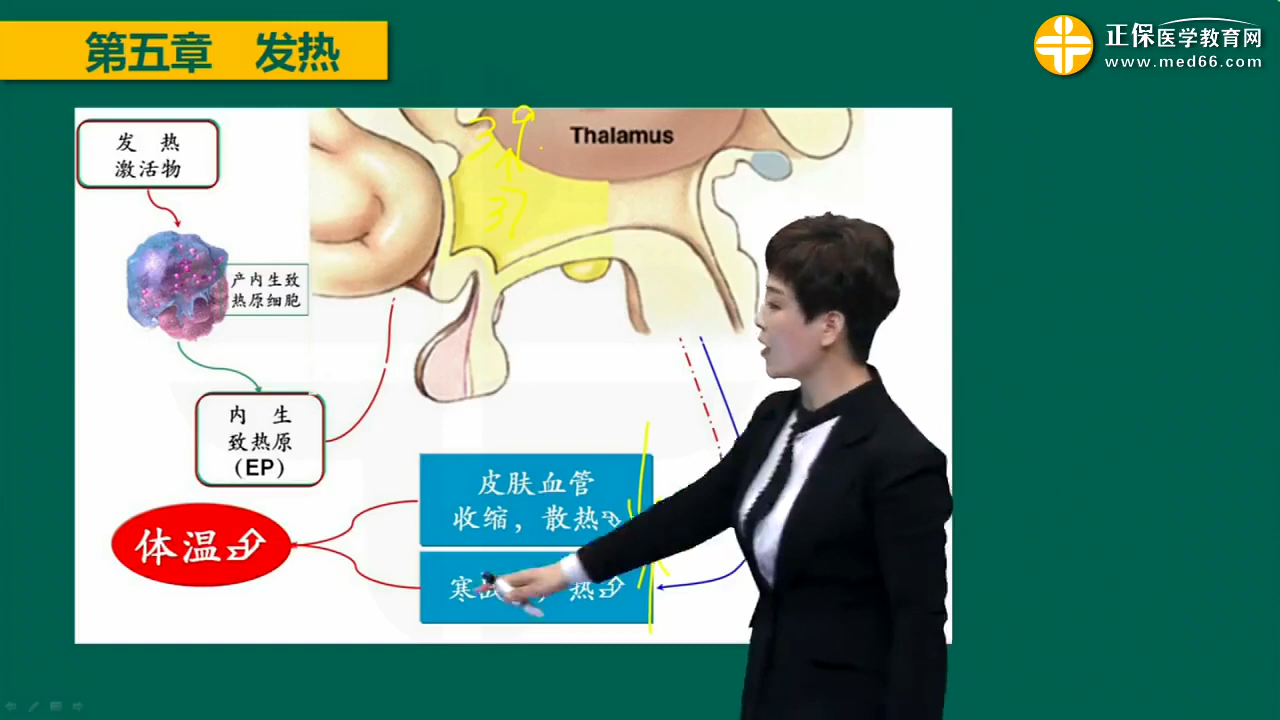 第五章 发热
正保医学教育网
www.med66.com
发 热
激活物
产内生致
热原细胞
内 生
致热原
(EP)
体温
Thalamus
39
37
皮肤血管
收缩，散热
寒 热